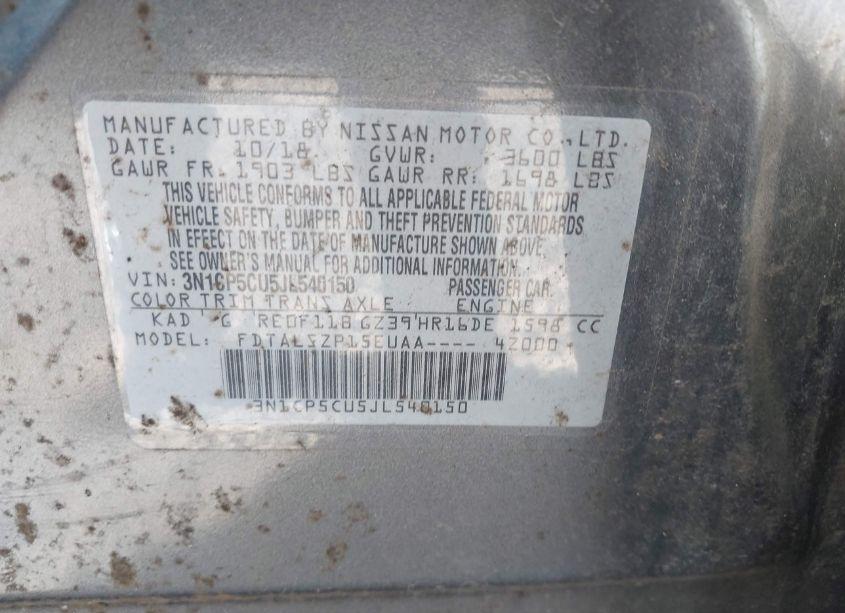 MANUFACTURED BY NISSAN MOTOR CO., LTD.
DATE: 10/18 GVWR: 3600 LBS
GAWR FR. 1903 LBS GAWR RR: 1698 LBS
THIS VEHICLE CONFORMS TO ALL APPLICABLE FEDERAL MOTOR
VEHICLE SAFETY, BUMPER AND THEFT PREVENTION STANDARDS
IN EFFECT ON THE DATE OF MANUFACTURE SHOWN ABOVE.
SEE OWNER'S MANUAL FOR ADDITIONAL INFORMATION.
VIN: 3N1CP5CU5JL540150 PASSENGER CAR
COLOR TRIM TRANS AXLE ENGINE
KAD G RE0F11B GZ39 HR16DE 1598 CC
MODEL: FDTALSZP15EUAA---- 42000
3N1CP5CU5JL540150